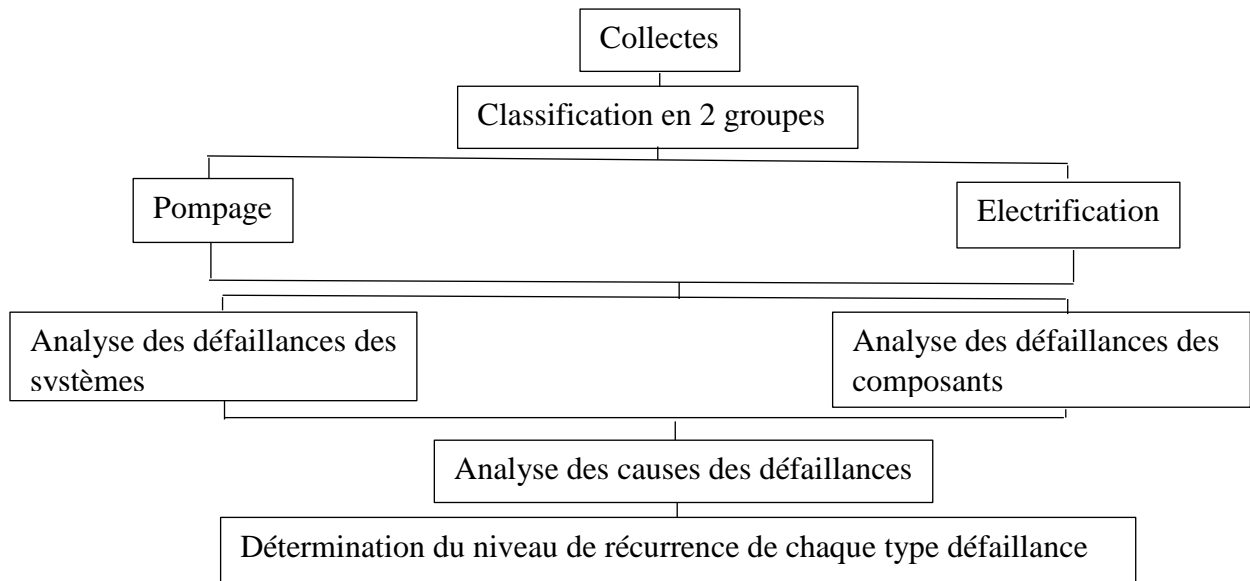 Collectes
Classification en 2 groupes
Pompage
Electrification
Analyse des défaillances des
systèmes
Analyse des défaillances des
composants
Analyse des causes des défaillances
Détermination du niveau de récurrence de chaque type défaillance